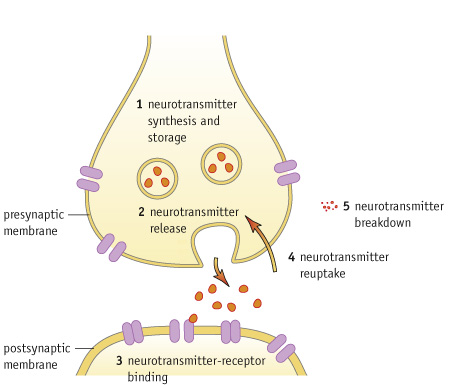 1 neurotransmitter
synthesis and
storage
2 neurotransmitter
release
presynaptic
membrane
5 neurotransmitter
breakdown
4 neurotransmitter
reuptake
postsynaptic
membrane
3 neurotransmitter-receptor
binding